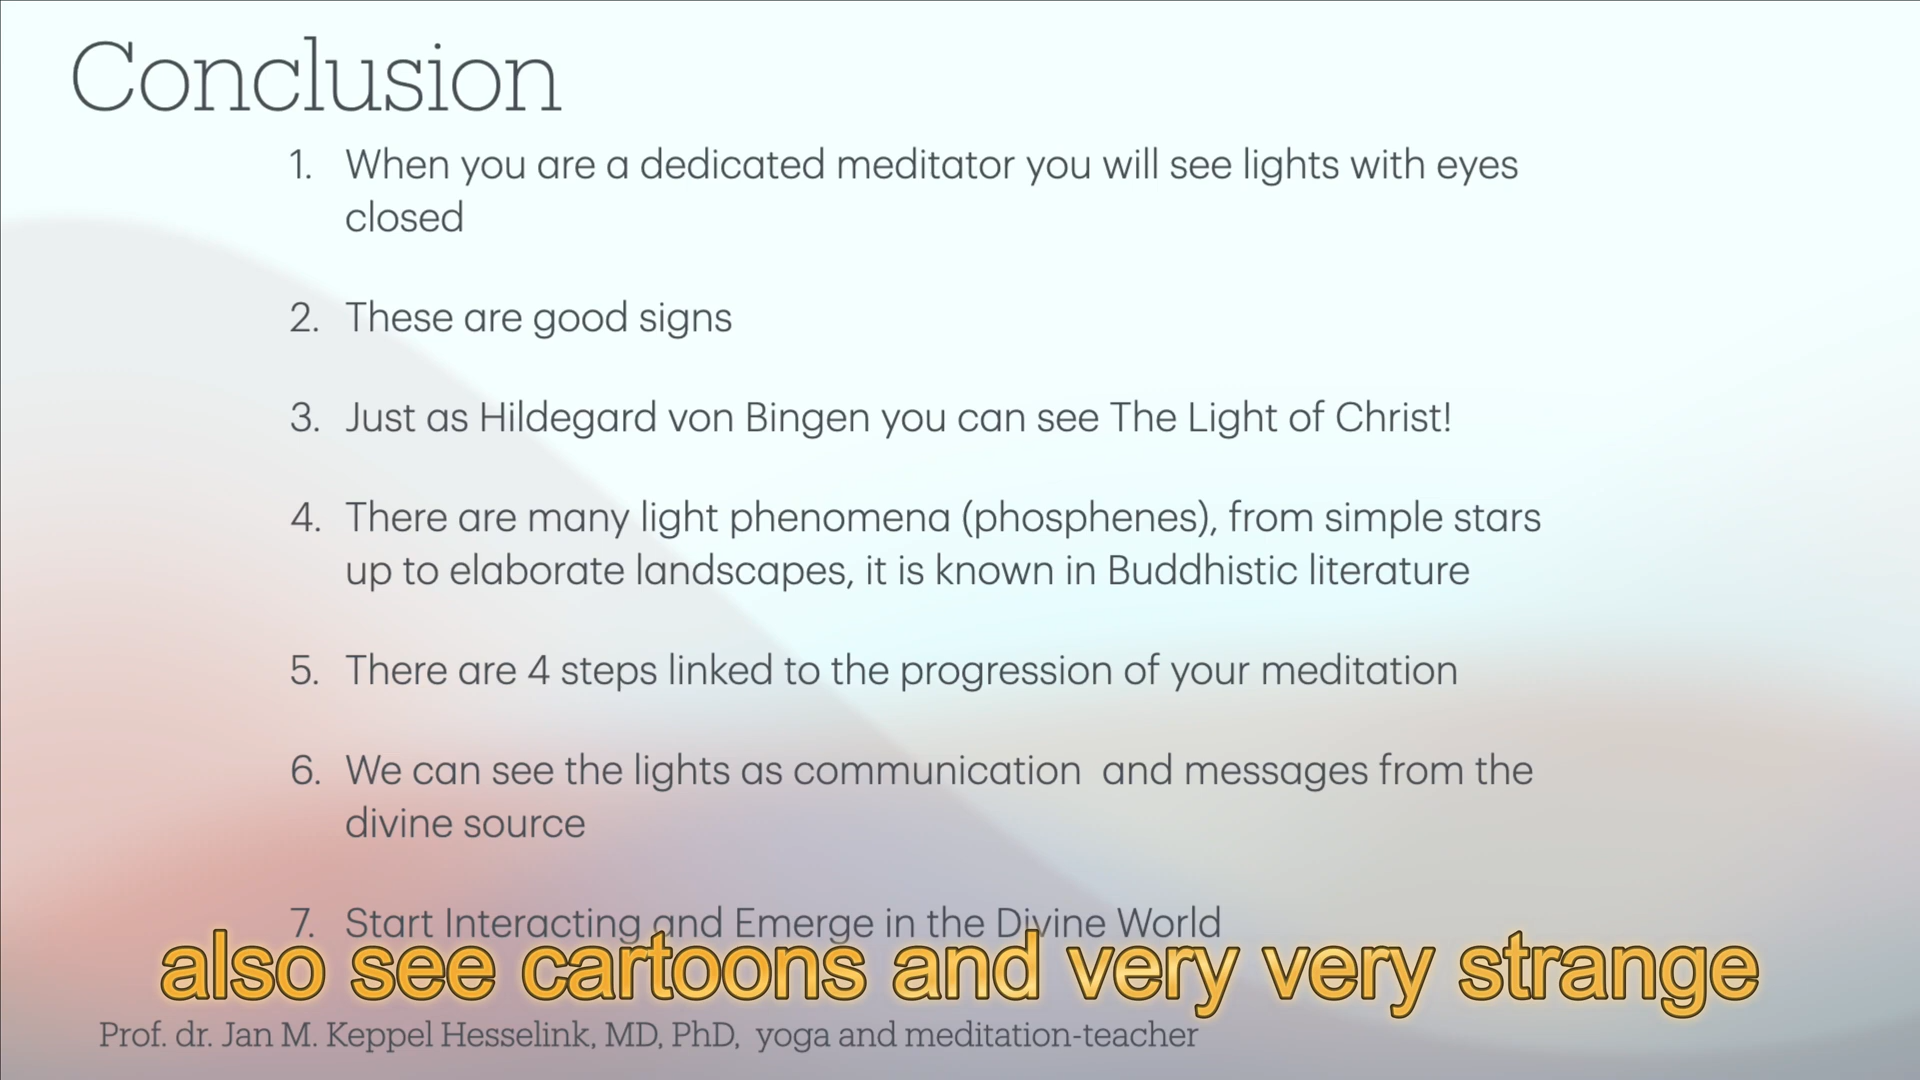 Conclusion
1. When you are a dedicated meditator you will see lights with eyes
closed
2. These are good signs
3. Just as Hildegard von Bingen you can see The Light of Christ!
4. There are many light phenomena (phosphenes), from simple stars
up to elaborate landscapes, it is known in Buddhistic literature
5. There are 4 steps linked to the progression of your meditation
6. We can see the lights as communication  and messages from the
divine source
7. Start Interacting and Emerge in the Divine World
also see cartoons and very very strange
Prof. dr. Jan M. Keppel Hesselink, MD, PhD,  yoga and meditation-teacher